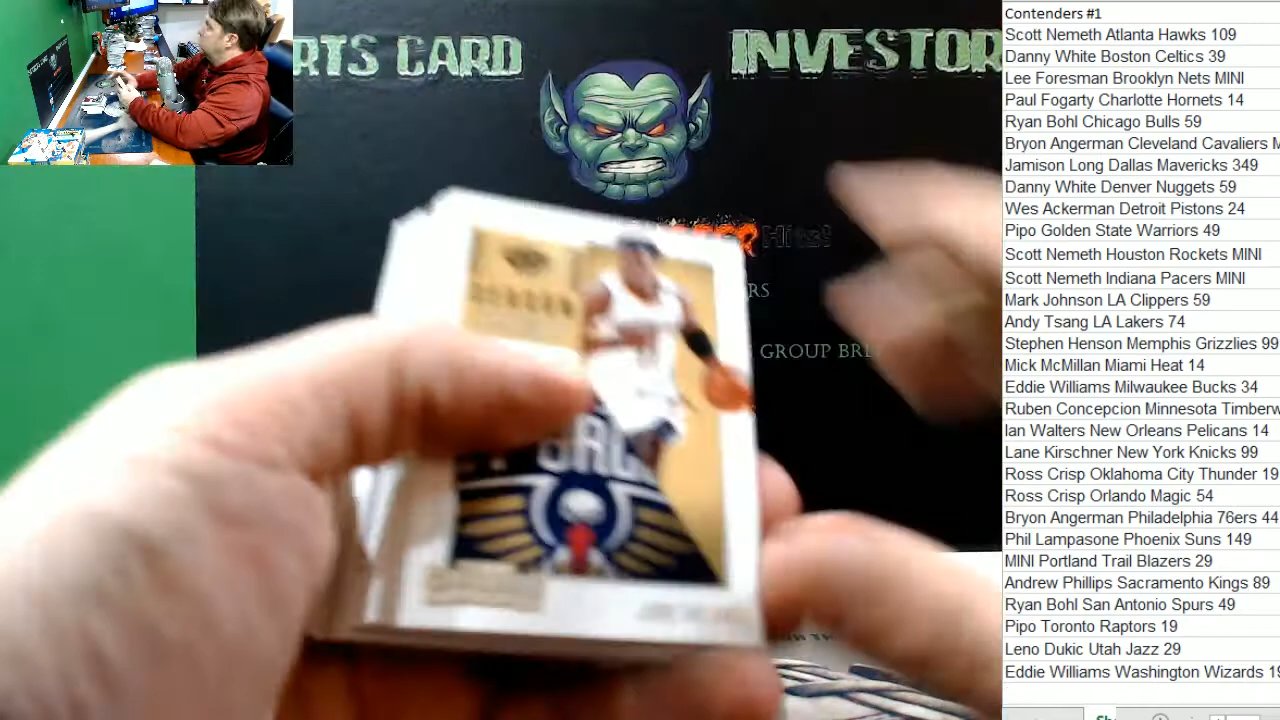 RTS CARD INVESTOR
Hits!
RS
GROUP BRE
Contenders #1
Scott Nemeth Atlanta Hawks 109
Danny White Boston Celtics 39
Lee Foresman Brooklyn Nets MINI
Paul Fogarty Charlotte Hornets 14
Ryan Bohl Chicago Bulls 59
Bryon Angerman Cleveland Cavaliers M
Jamison Long Dallas Mavericks 349
Danny White Denver Nuggets 59
Wes Ackerman Detroit Pistons 24
Pipo Golden State Warriors 49
Scott Nemeth Houston Rockets MINI
Scott Nemeth Indiana Pacers MINI
Mark Johnson LA Clippers 59
Andy Tsang LA Lakers 74
Stephen Henson Memphis Grizzlies 99
Mick McMillan Miami Heat 14
Eddie Williams Milwaukee Bucks 34
Ruben Concepcion Minnesota Timberw
Ian Walters New Orleans Pelicans 14
Lane Kirschner New York Knicks 99
Ross Crisp Oklahoma City Thunder 19
Ross Crisp Orlando Magic 54
Bryon Angerman Philadelphia 76ers 44
Phil Lampasone Phoenix Suns 149
MINI Portland Trail Blazers 29
Andrew Phillips Sacramento Kings 89
Ryan Bohl San Antonio Spurs 49
Pipo Toronto Raptors 19
Leno Dukic Utah Jazz 29
Eddie Williams Washington Wizards 19